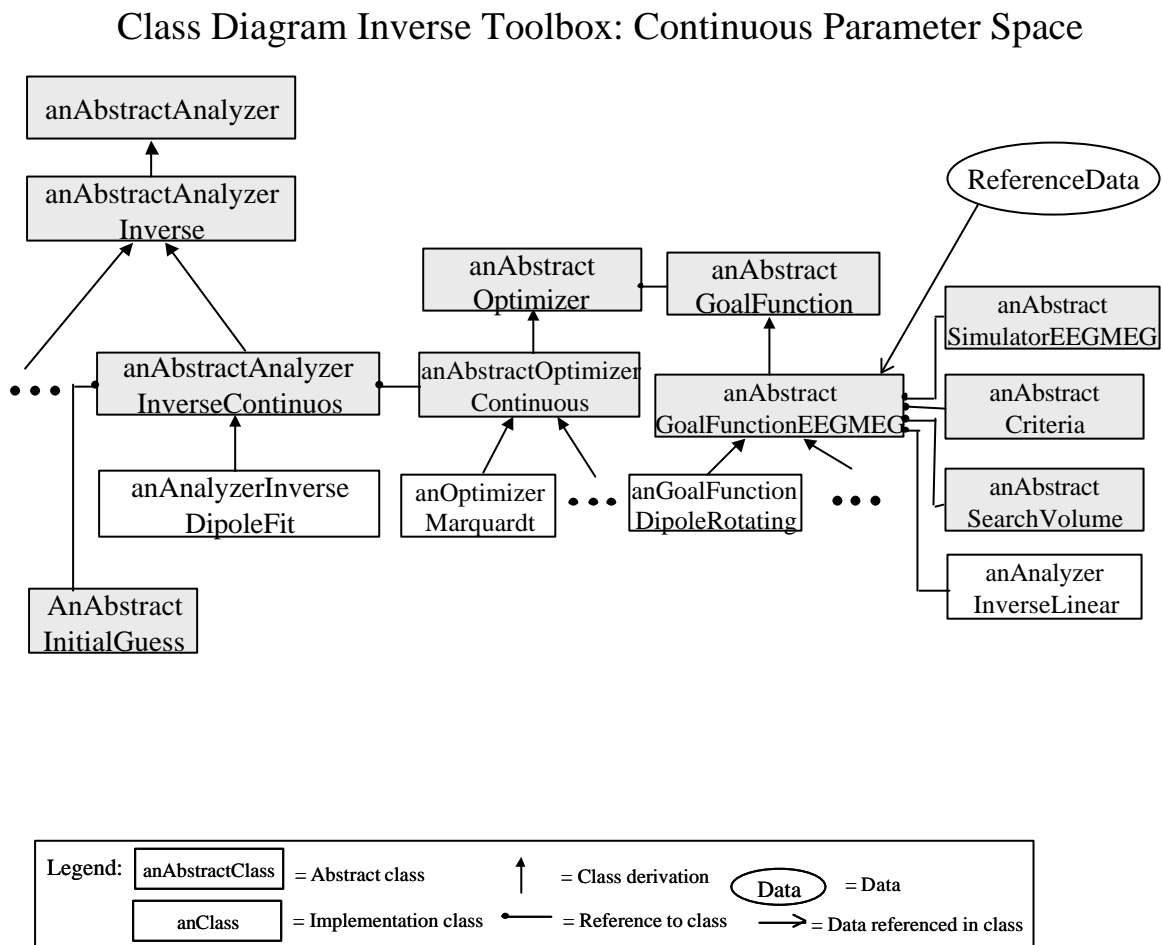 Class Diagram Inverse Toolbox: Continuous Parameter Space
anAbstractAnalyzer
anAbstractAnalyzer
Inverse
ReferenceData
anAbstract
Optimizer
anAbstract
GoalFunction
anAbstract
SimulatorEEGMEG
anAbstractAnalyzer
InverseContinuos
anAbstractOptimizer
Continuous
anAbstract
GoalFunctionEEGMEG
anAbstract
Criteria
anAnalyzerInverse
DipoleFit
anOptimizer
Marquardt
anGoalFunction
DipoleRotating
anAbstract
SearchVolume
anAnalyzer
InverseLinear
AnAbstract
InitialGuess
Legend:
anAbstractClass
= Abstract class
= Class derivation
Data
= Data
anClass
= Implementation class
= Reference to class
= Data referenced in class